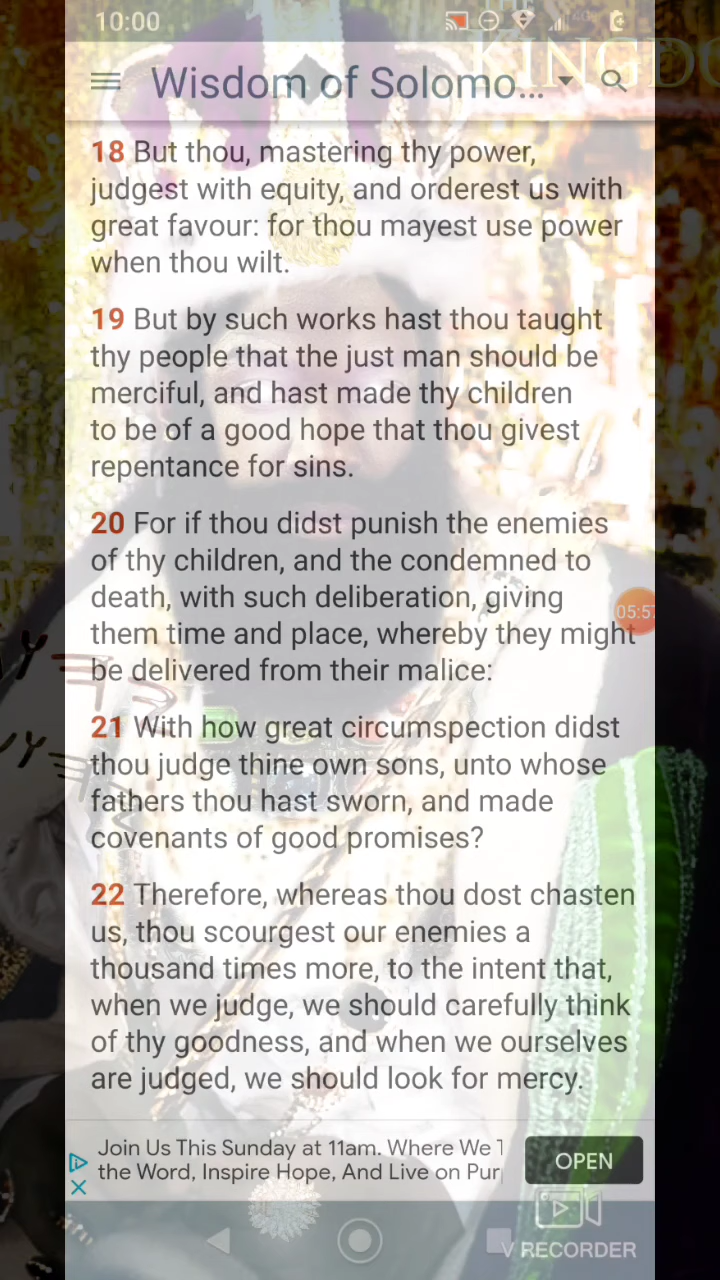 10:00
KINGDO
Wisdom of Solomo...
18 But thou, mastering thy power,
judgest with equity, and orderest us with
great favour: for thou mayest use power
when thou wilt.
19 But by such works hast thou taught
thy people that the just man should be
merciful, and hast made thy children
to be of a good hope that thou givest
repentance for sins.
20 For if thou didst punish the enemies
of thy children, and the condemned to
death, with such deliberation, giving
them time and place, whereby they might
be delivered from their malice:
05:57
21 With how great circumspection didst
thou judge thine own sons, unto whose
fathers thou hast sworn, and made
covenants of good promises?
22 Therefore, whereas thou dost chasten
us, thou scourgest our enemies a
thousand times more, to the intent that,
when we judge, we should carefully think
of thy goodness, and when we ourselves
are judged, we should look for mercy.
Join Us This Sunday at 11am. Where We
the Word, Inspire Hope, And Live on Pur
OPEN
V RECORDER